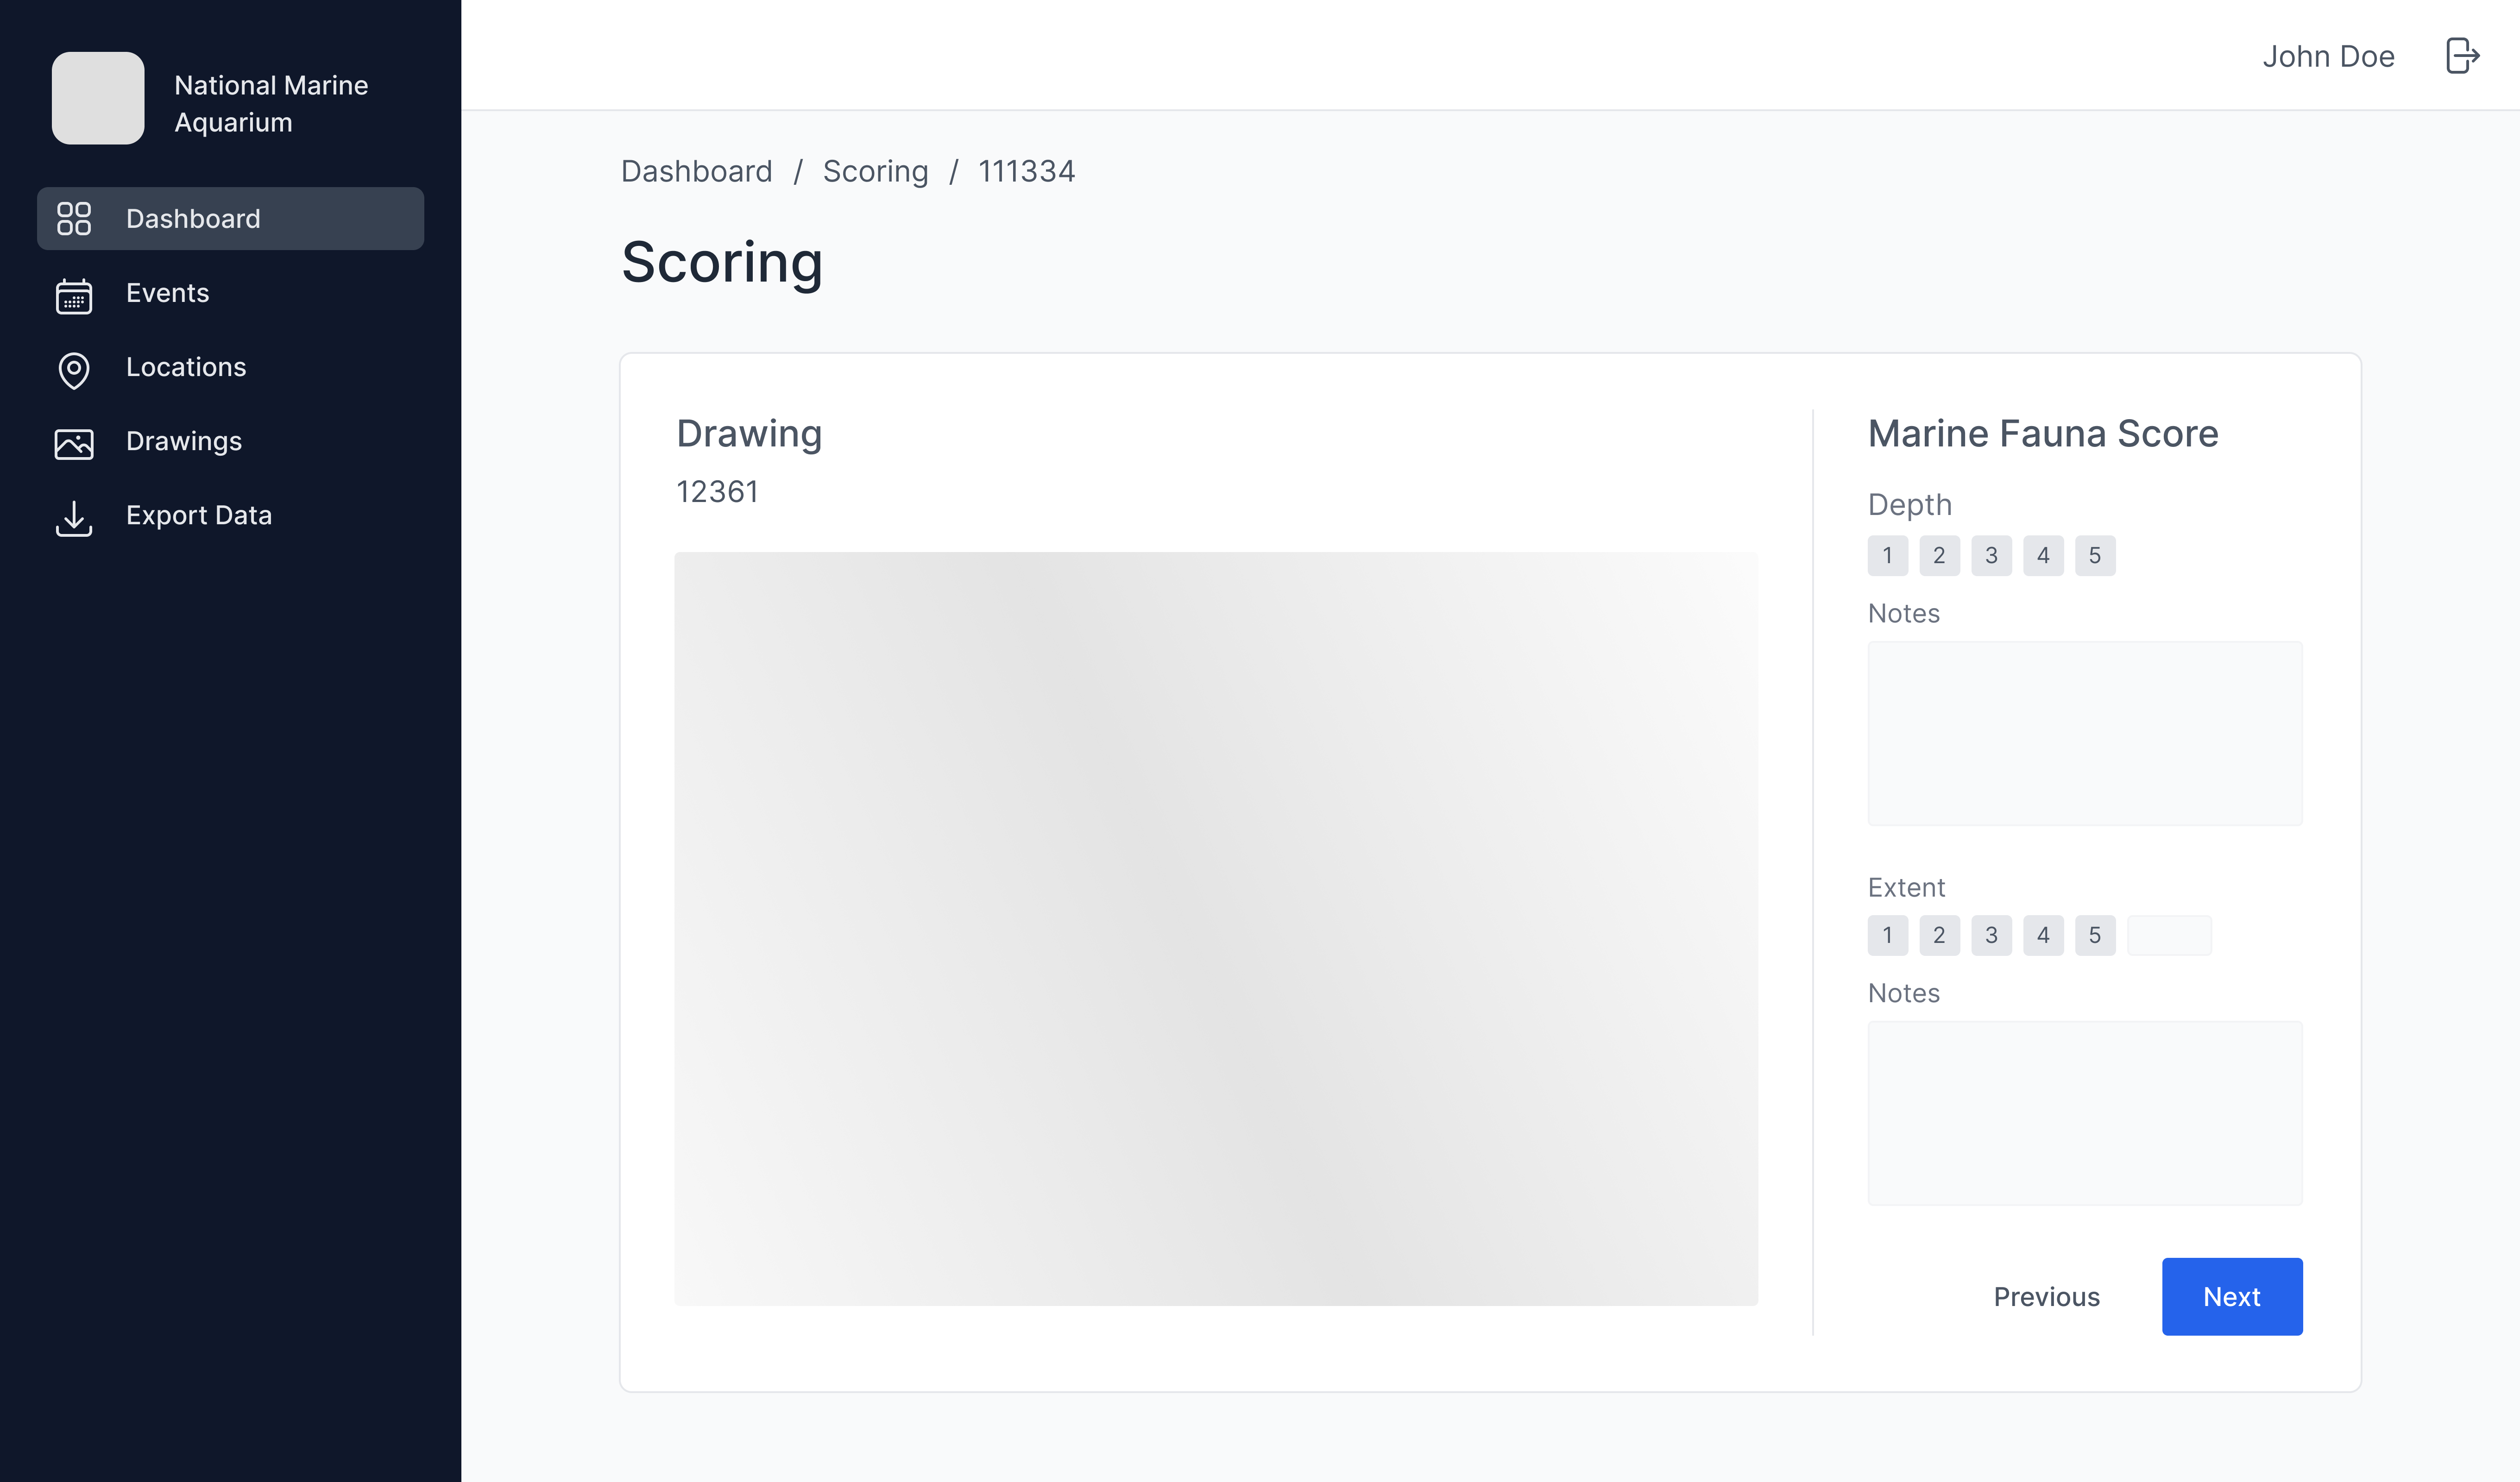 National Marine
Aquarium
Dashboard
Events
Locations
Drawings
Export Data
John Doe
Dashboard / Scoring / 111334
Scoring
Drawing
12361
Marine Fauna Score
Depth
1 2 3 4 5
Notes
Extent
1 2 3 4 5
Notes
Previous Next